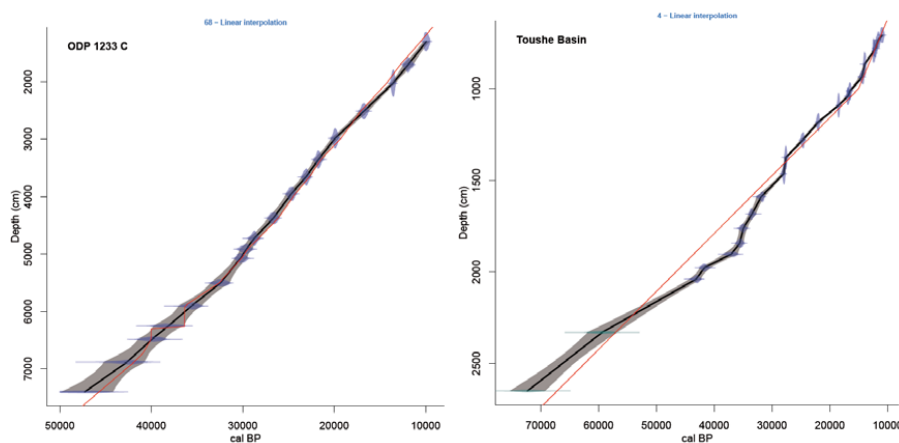 68 – Linear interpolation
ODP 1233 C
2000
3000
4000
5000
6000
7000
Depth (cm)
50000 40000 30000 20000 10000
cal BP
4 – Linear interpolation
Toushe Basin
1000
1500
2000
2500
Depth (cm)
70000 60000 50000 40000 30000 20000 10000
cal BP